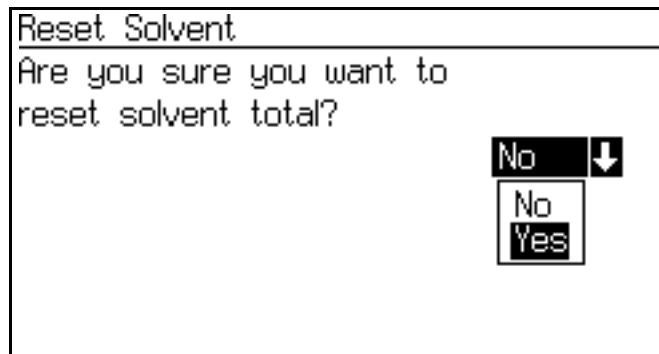 Reset Solvent
Are you sure you want to
reset solvent total?
No
No
Yes